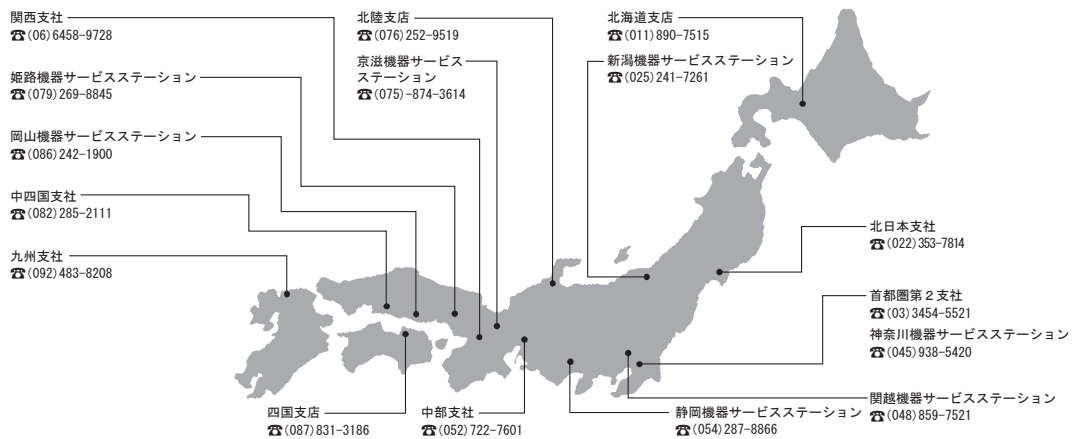 関西支社
☎(06)6458-9728
姫路機器サービスステーション
☎(079)269-8845
岡山機器サービスステーション
☎(086)242-1900
中四国支社
☎(082)285-2111
九州支社
☎(092)483-8208
北陸支店
☎(076)252-9519
京滋機器サービス
ステーション
☎(075)-874-3614
北海道支店
☎(011)890-7515
新潟機器サービスステーション
☎(025)241-7261
北日本支社
☎(022)353-7814
首都圏第２支社
☎(03)3454-5521
神奈川機器サービスステーション
☎(045)938-5420
関越機器サービスステーション
☎(048)859-7521
静岡機器サービスステーション
☎(054)287-8866
中部支社
☎(052)722-7601
四国支店
☎(087)831-3186